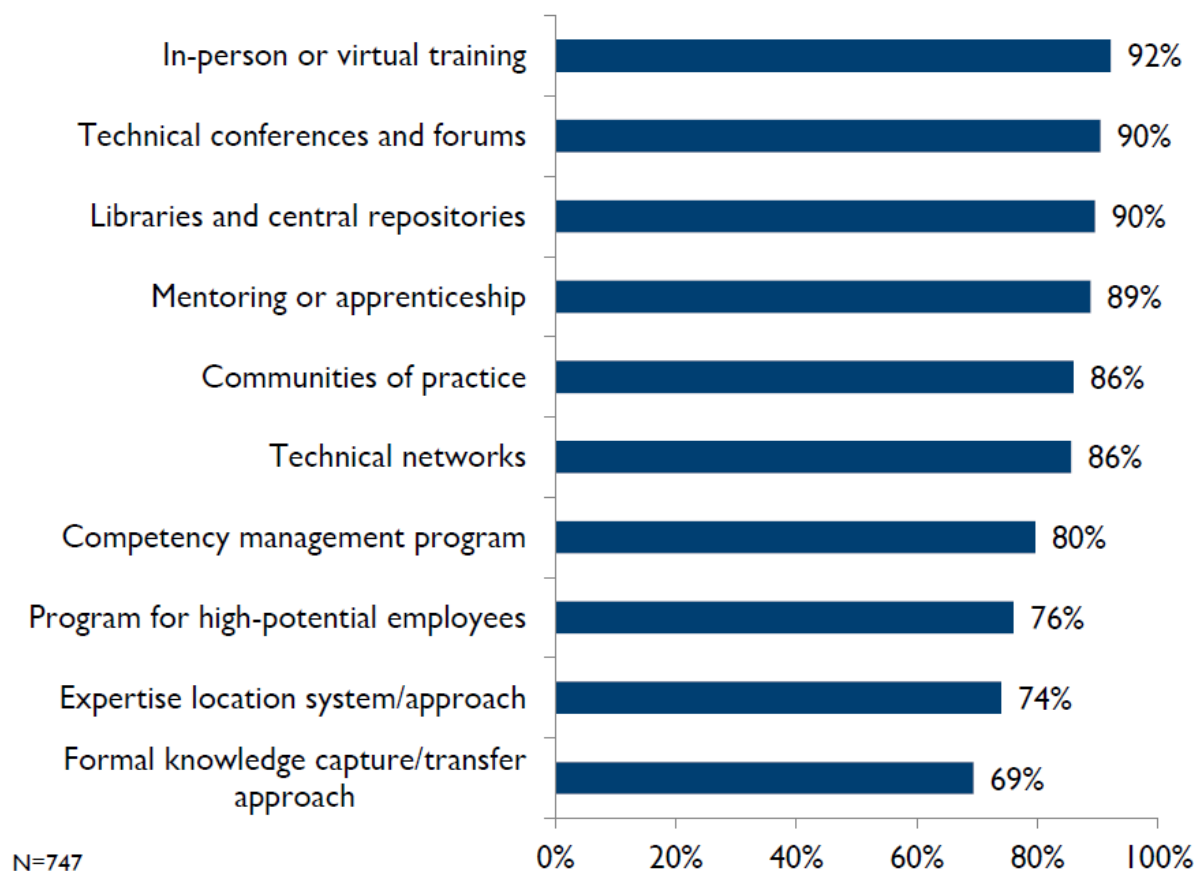 In-person or virtual training 92%
Technical conferences and forums 90%
Libraries and central repositories 90%
Mentoring or apprenticeship 89%
Communities of practice 86%
Technical networks 86%
Competency management program 80%
Program for high-potential employees 76%
Expertise location system/approach 74%
Formal knowledge capture/transfer
approach 69%
0% 20% 40% 60% 80% 100%
N=747